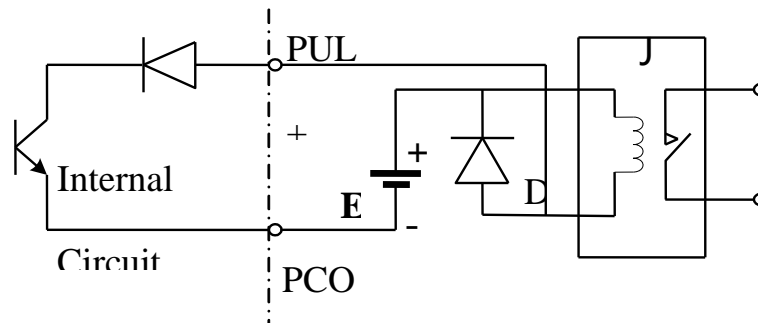 PUL
J
+
+
Internal
D
E
-
Circuit
PCO